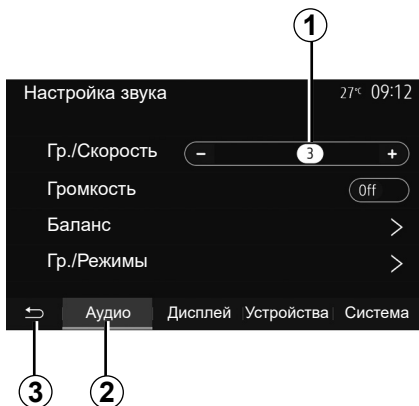 1
Настройка звука 27℃ 09:12
Гр./Скорость - 3 +
Громкость Off
Баланс >
Гр./Режимы >
Аудио Дисплей Устройства Система
3 2